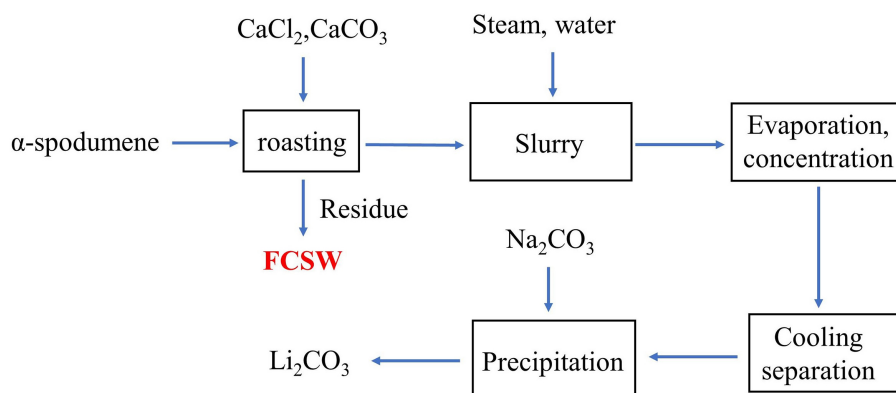 CaCl₂,CaCO₃
Steam, water
α-spodumene
roasting
Slurry
Evaporation,
concentration
Residue
FCSW
Na₂CO₃
Li₂CO₃
Precipitation
Cooling
separation